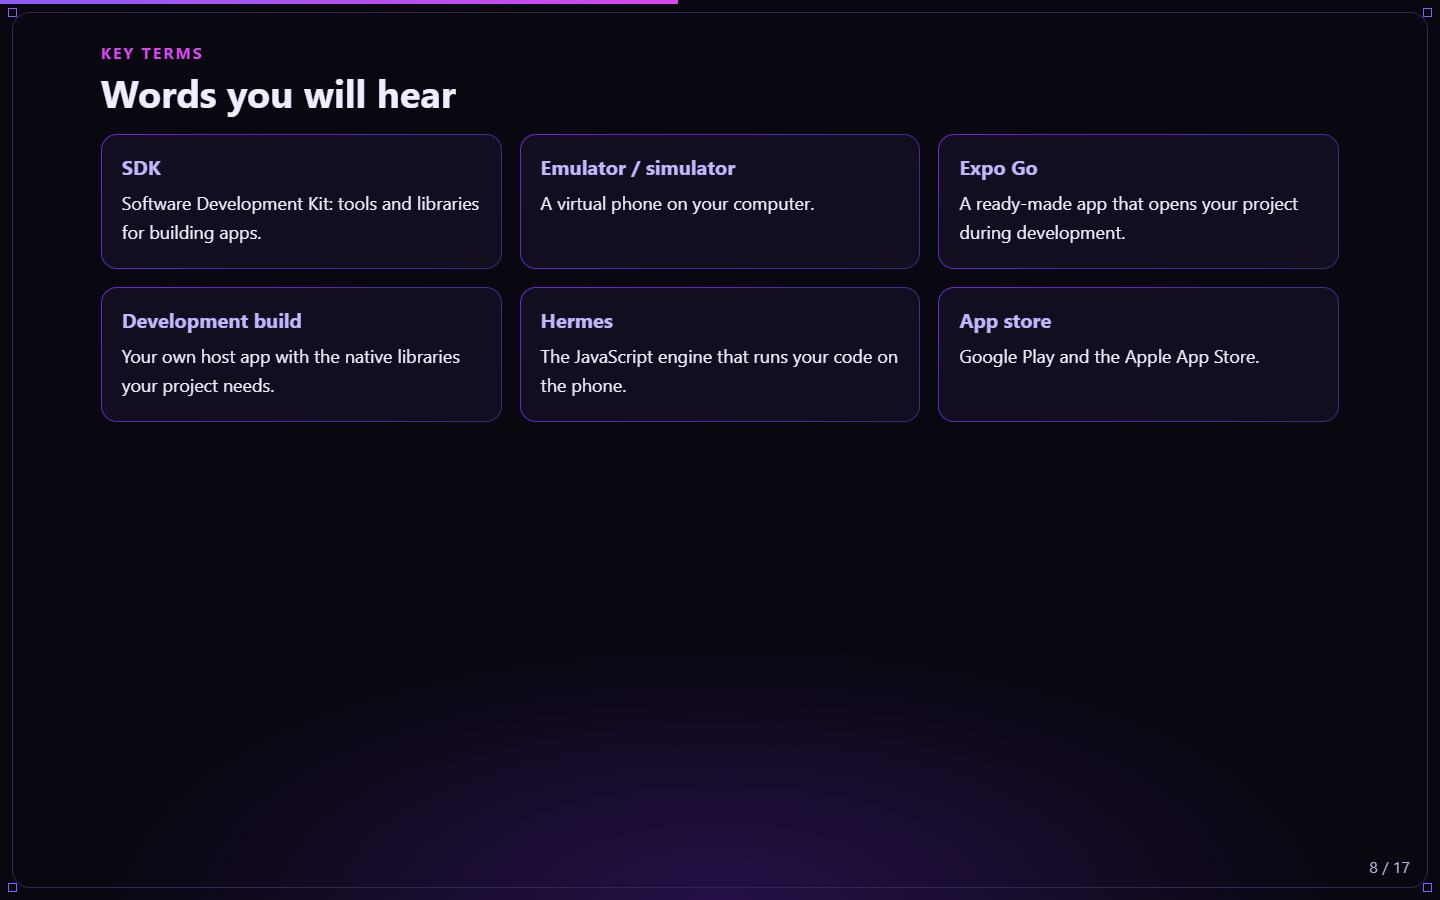 KEY TERMS
Words you will hear
SDK
Software Development Kit: tools and libraries
for building apps.
Emulator / simulator
A virtual phone on your computer.
Expo Go
A ready-made app that opens your project
during development.
Development build
Your own host app with the native libraries
your project needs.
Hermes
The JavaScript engine that runs your code on
the phone.
App store
Google Play and the Apple App Store.
8 / 17